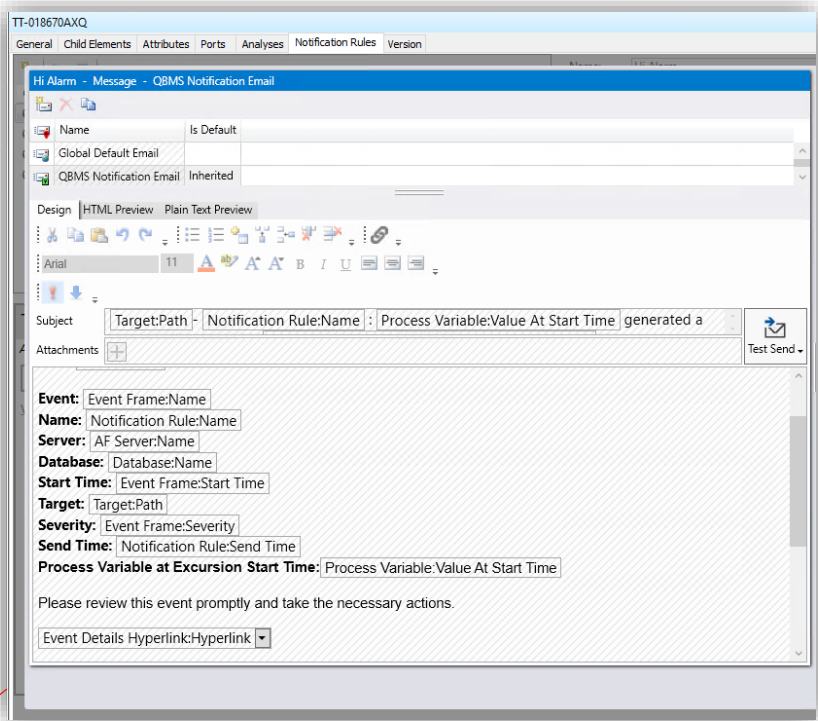 TT-018670AXQ
General Child Elements Attributes Ports Analyses Notification Rules Version
Hi Alarm - Message - QBMS Notification Email
Name Is Default
Global Default Email
QBMS Notification Email Inherited
Design HTML Preview Plain Text Preview
Arial 11 A ab A A B I U
Subject Target:Path - Notification Rule:Name : Process Variable:Value At Start Time generated a
Test Send
Attachments
Event: Event Frame:Name
Name: Notification Rule:Name
Server: AF Server:Name
Database: Database:Name
Start Time: Event Frame:Start Time
Target: Target:Path
Severity: Event Frame:Severity
Send Time: Notification Rule:Send Time
Process Variable at Excursion Start Time: Process Variable:Value At Start Time
Please review this event promptly and take the necessary actions.
Event Details Hyperlink:Hyperlink